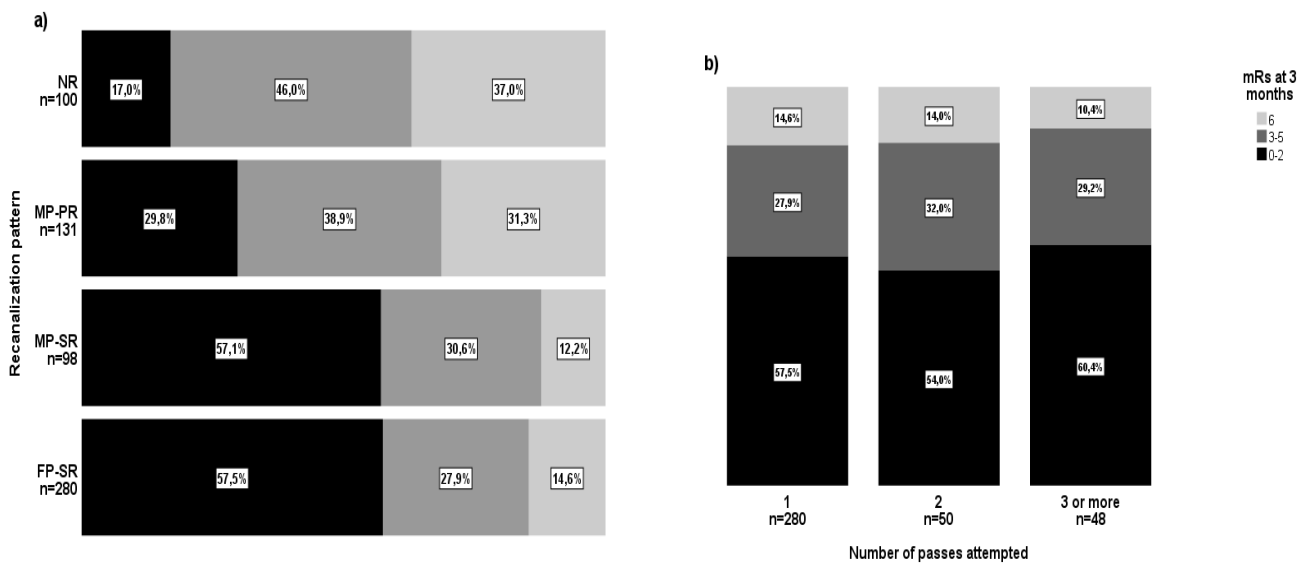 a)
Recanalization pattern
NR
n=100
17,0%
46,0%
37,0%
MP-PR
n=131
29,8%
38,9%
31,3%
MP-SR
n=98
57,1%
30,6%
12,2%
FP-SR
n=280
57,5%
27,9%
14,6%
b)
14,6%
14,0%
10,4%
27,9%
32,0%
29,2%
57,5%
54,0%
60,4%
1
n=280
2
n=50
3 or more
n=48
Number of passes attempted
mRs at 3
months
6
3-5
0-2